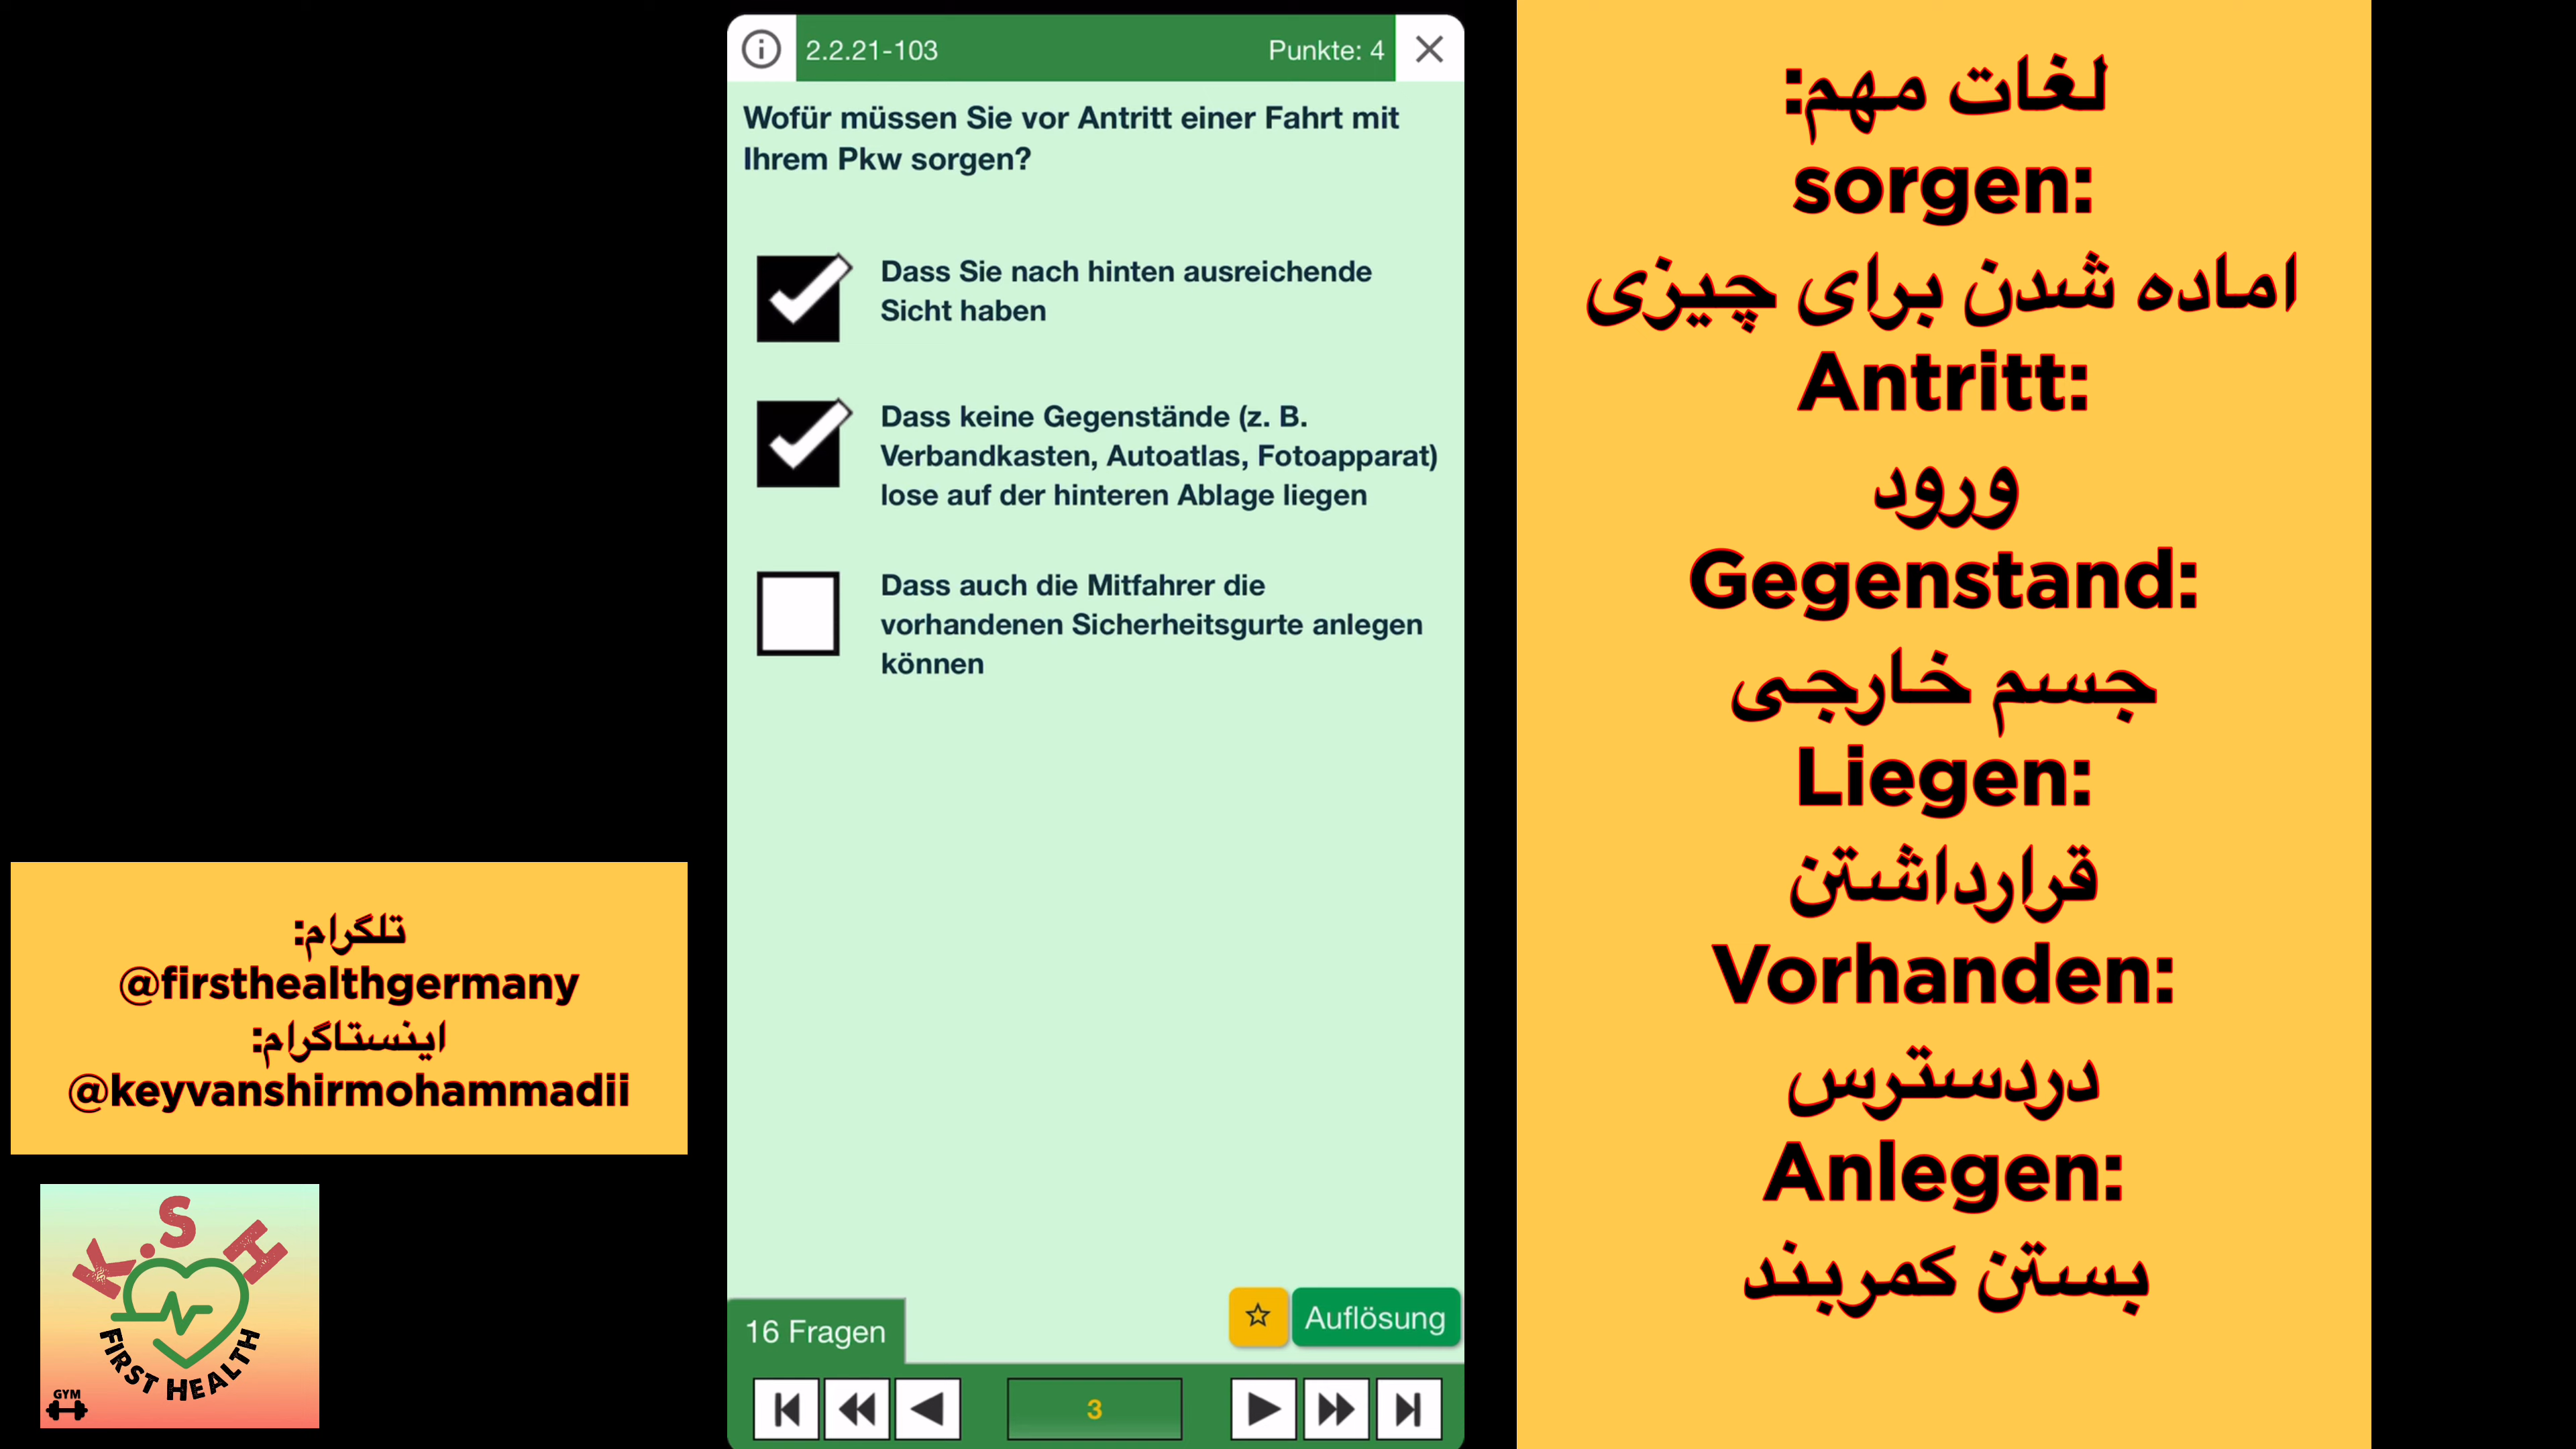 2.2.21-103
Punkte: 4
Wofür müssen Sie vor Antritt einer Fahrt mit
Ihrem Pkw sorgen?
Dass Sie nach hinten ausreichende
Sicht haben
Dass keine Gegenstände (z. B.
Verbandkasten, Autoatlas, Fotoapparat)
lose auf der hinteren Ablage liegen
Dass auch die Mitfahrer die
vorhandenen Sicherheitsgurte anlegen
können
Auflösung
16 Fragen
3
لغات مهم:
sorgen:
اماده شدن برای چیزی
Antritt:
ورود
Gegenstand:
جسم خارجی
Liegen:
قرارداشتن
Vorhanden:
دردسترس
Anlegen:
بستن کمربند
تلگرام:
@firsthealthgermany
اینستاگرام:
@keyvanshirmohammadii
K.SH
FIRST HEALTH
GYM